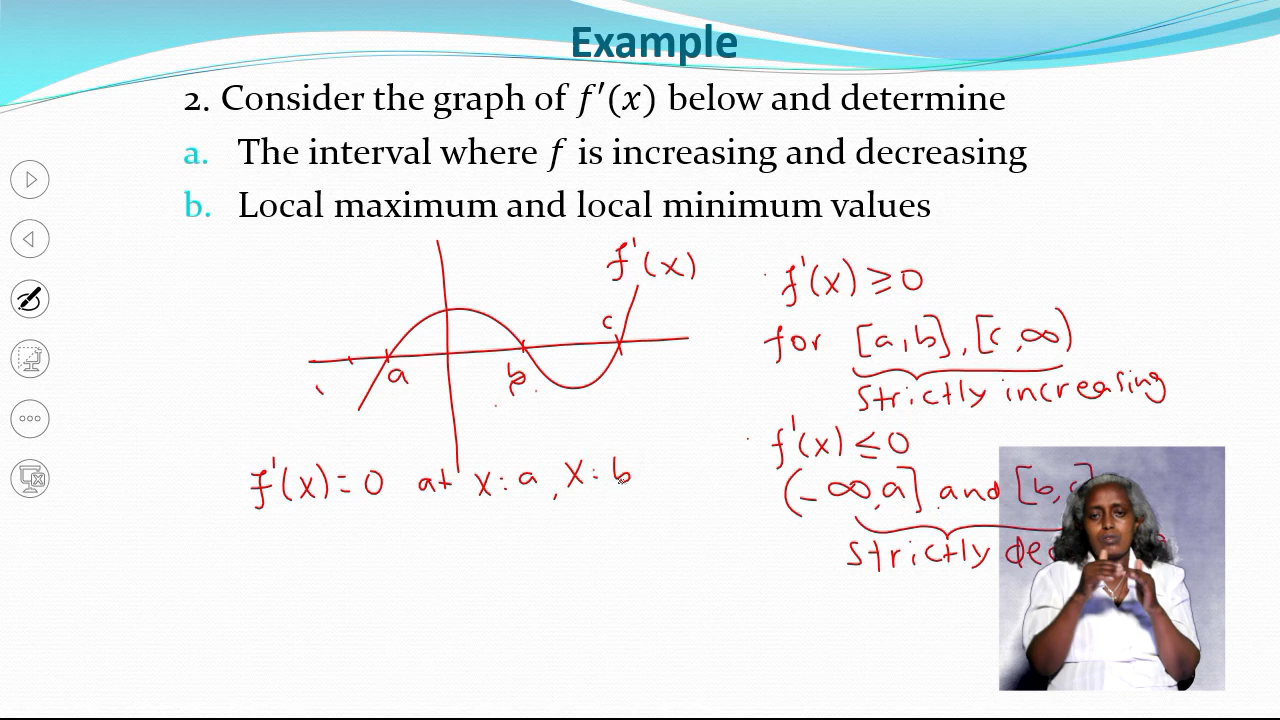 Example
2. Consider the graph of f′(x) below and determine
a. The interval where f is increasing and decreasing
b. Local maximum and local minimum values
f'(x)
a
b
c
f'(x) = 0 at x : a , x : b
f'(x) ≥ 0
for [a,b], [c, ∞)
strictly increasing
f'(x) ≤ 0
(-∞,a] and [b,
strictly